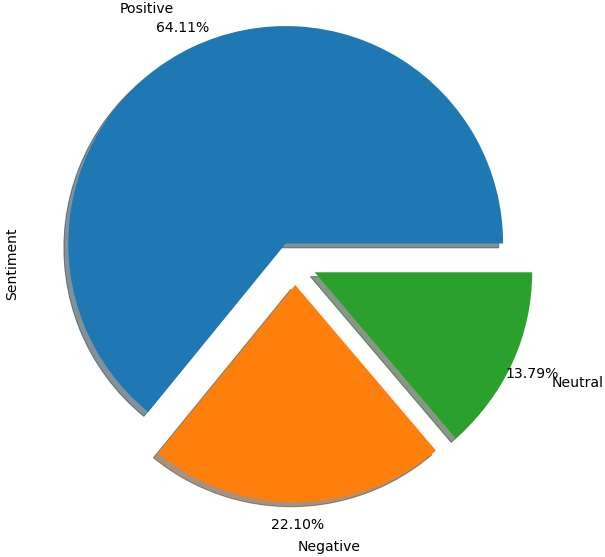 Positive
64.11%
Sentiment
13.79%
Neutral
22.10%
Negative